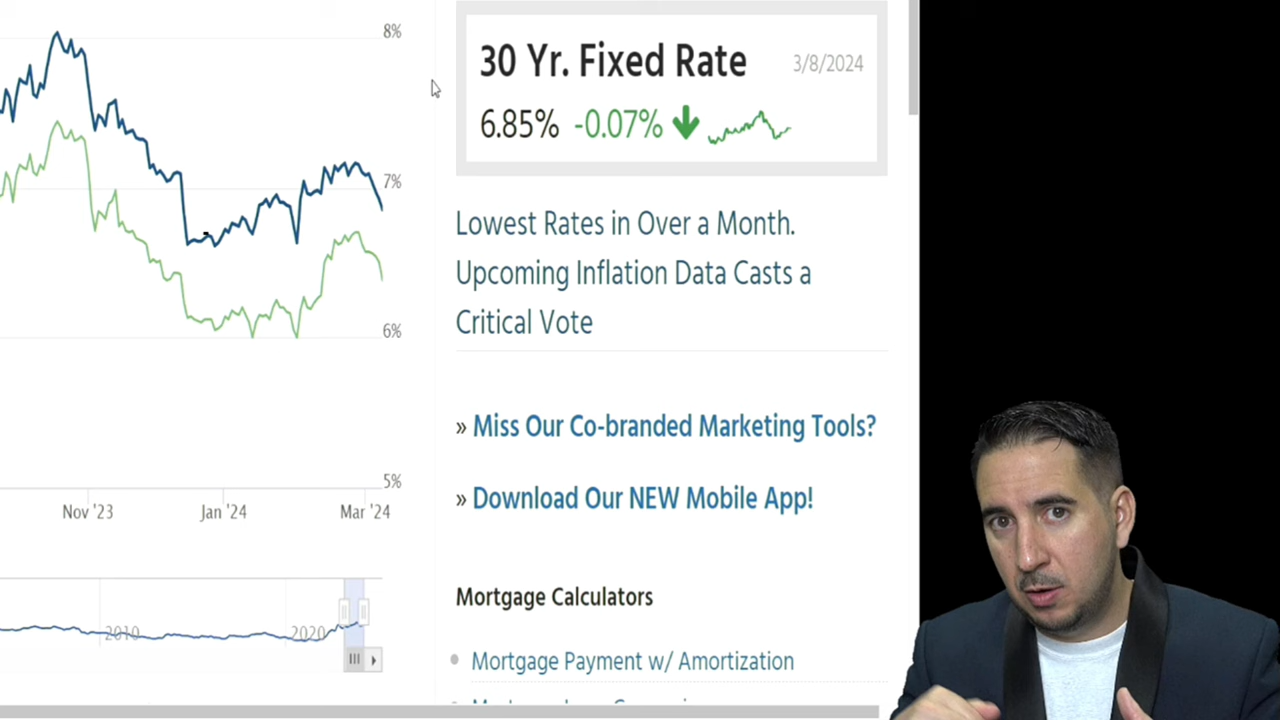 8%
7%
6%
5%
Nov '23
Jan '24
Mar '24
2010
2020
30 Yr. Fixed Rate
3/8/2024
6.85% -0.07%
Lowest Rates in Over a Month.
Upcoming Inflation Data Casts a
Critical Vote
» Miss Our Co-branded Marketing Tools?
» Download Our NEW Mobile App!
Mortgage Calculators
Mortgage Payment w/ Amortization